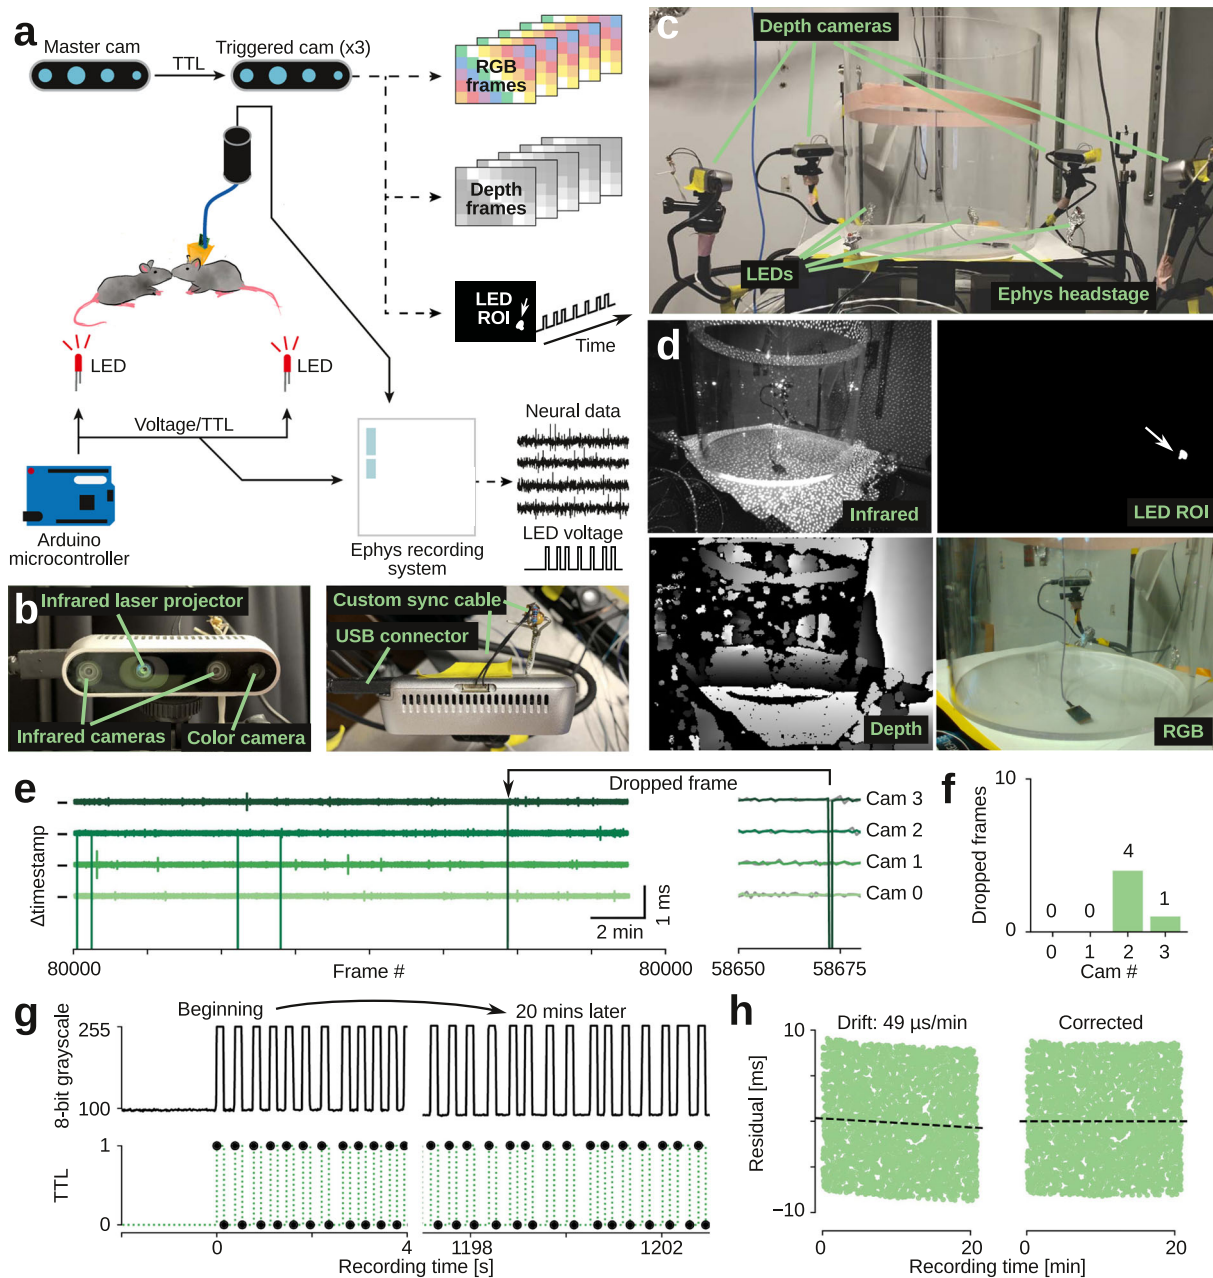 a
Master cam
TTL
Triggered cam (x3)
RGB
frames
Depth
frames
LED
ROI
Time
LED
LED
Voltage/TTL
Neural data
LED voltage
Arduino
microcontroller
Ephys recording
system
b
Infrared laser projector
Infrared cameras
Color camera
Custom sync cable
USB connector
c
Depth cameras
LEDs
Ephys headstage
d
Infrared
LED ROI
Depth
RGB
e
Dropped frame
Δtimestamp
Cam 3
Cam 2
Cam 1
Cam 0
1 ms
2 min
80000
Frame #
80000
58650
58675
f
Dropped frames
10
0
0
0
4
1
0
1
2
3
Cam #
g
Beginning
20 mins later
8-bit grayscale
255
100
TTL
1
0
0
4
1198
1202
Recording time [s]
h
Drift: 49 µs/min
Corrected
Residual [ms]
10
−10
0
20
0
20
Recording time [min]